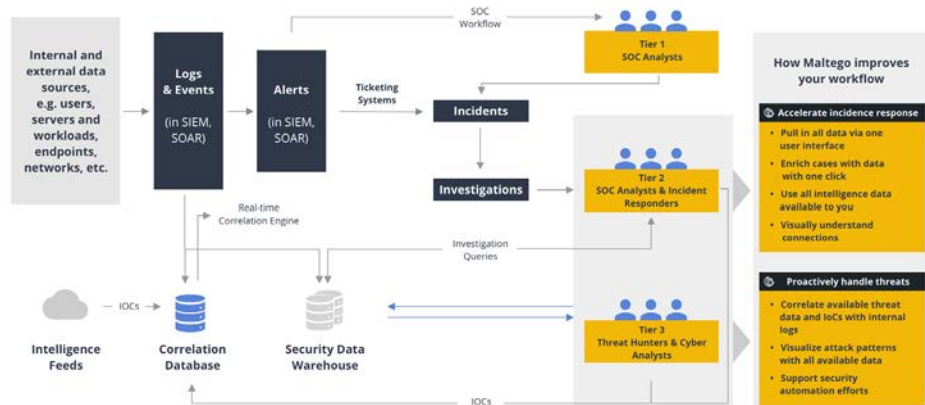 SOC
Workflow
IOCs
Tier 1
SOC Analysts
Internal and
external data
sources,
e.g. users,
servers and
workloads,
endpoints,
networks, etc.
Logs
& Events
(in SIEM,
SOAR)
Alerts
(in SIEM,
SOAR)
Ticketing
Systems
Incidents
Investigations
Tier 2
SOC Analysts & Incident
Responders
Real-time
Correlation Engine
Investigation
Queries
IOCs
Intelligence
Feeds
Correlation
Database
Security Data
Warehouse
Tier 3
Threat Hunters & Cyber
Analysts
IOCs
How Maltego improves
your workflow
Accelerate incidence response
• Pull in all data via one
user interface
• Enrich cases with data
with one click
• Use all intelligence data
available to you
• Visually understand
connections
Proactively handle threats
• Correlate available threat
data and IoCs with internal
logs
• Visualize attack patterns
with all available data
• Support security
automation efforts